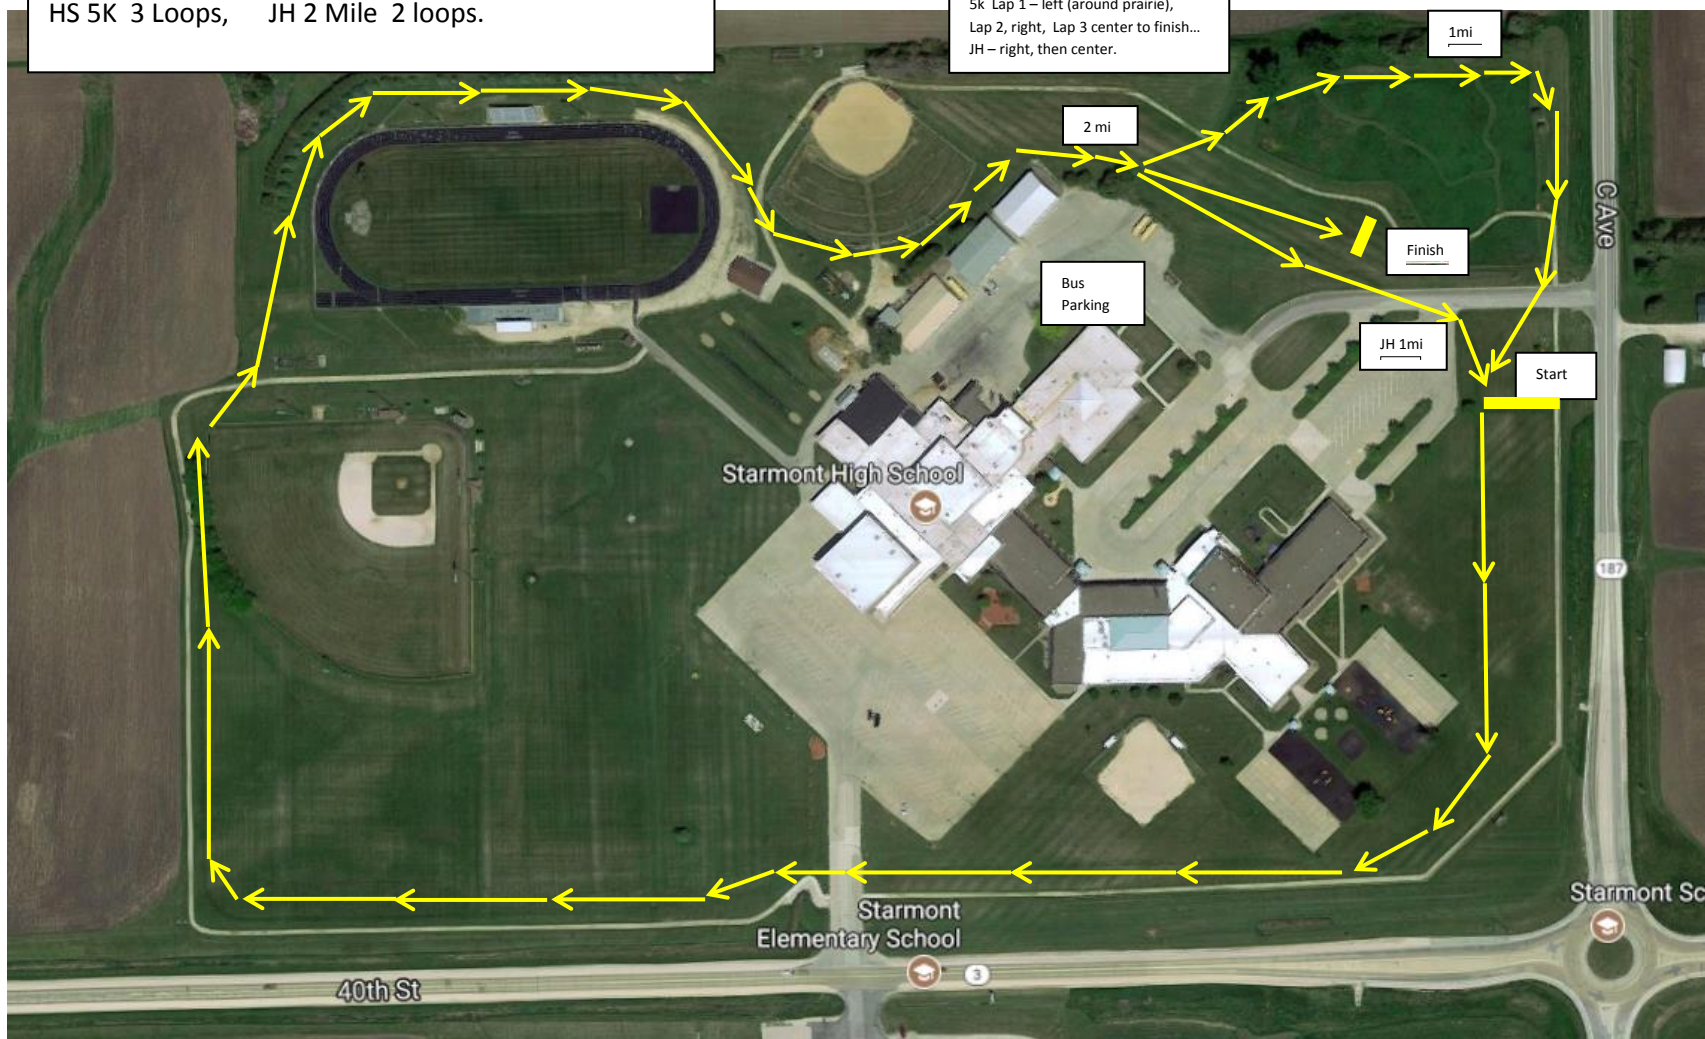 HS 5K  3 Loops,  JH 2 Mile  2 loops.
5k  Lap 1 – left (around prairie),
Lap 2, right,  Lap 3 center to finish…
JH – right, then center.
1mi
2 mi
C Ave
Finish
Bus
Parking
JH 1mi
Start
Starmont High School
187
Starmont Sc
Starmont
Elementary School
3
40th St